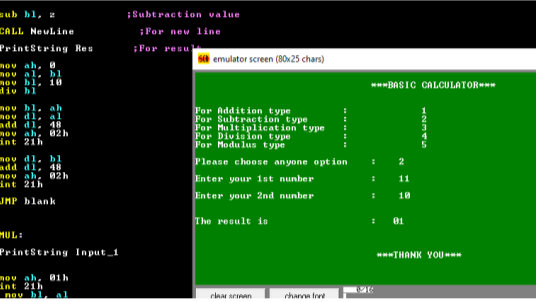 sub bl, z ;Subtraction value
CALL NewLine ;For new line
PrintString Res ;For result
mov ah, 0
mov al, bl
mov bl, 10
div bl
mov bl, ah
mov dl, al
add dl, 48
mov ah, 02h
int 21h
mov dl, bl
add dl, 48
mov ah, 02h
int 21h
JMP blank
MUL:
PrintString Input_1
mov ah, 01h
int 21h
mov bl, al
emulator screen (80x25 chars)
***BASIC CALCULATOR***
For Addition type : 1
For Subtraction type : 2
For Multiplication type : 3
For Division type : 4
For Modulus type : 5
Please choose anyone option : 2
Enter your 1st number : 11
Enter your 2nd number : 10
The result is : 01
***THANK YOU***
clear screen change font 0/16